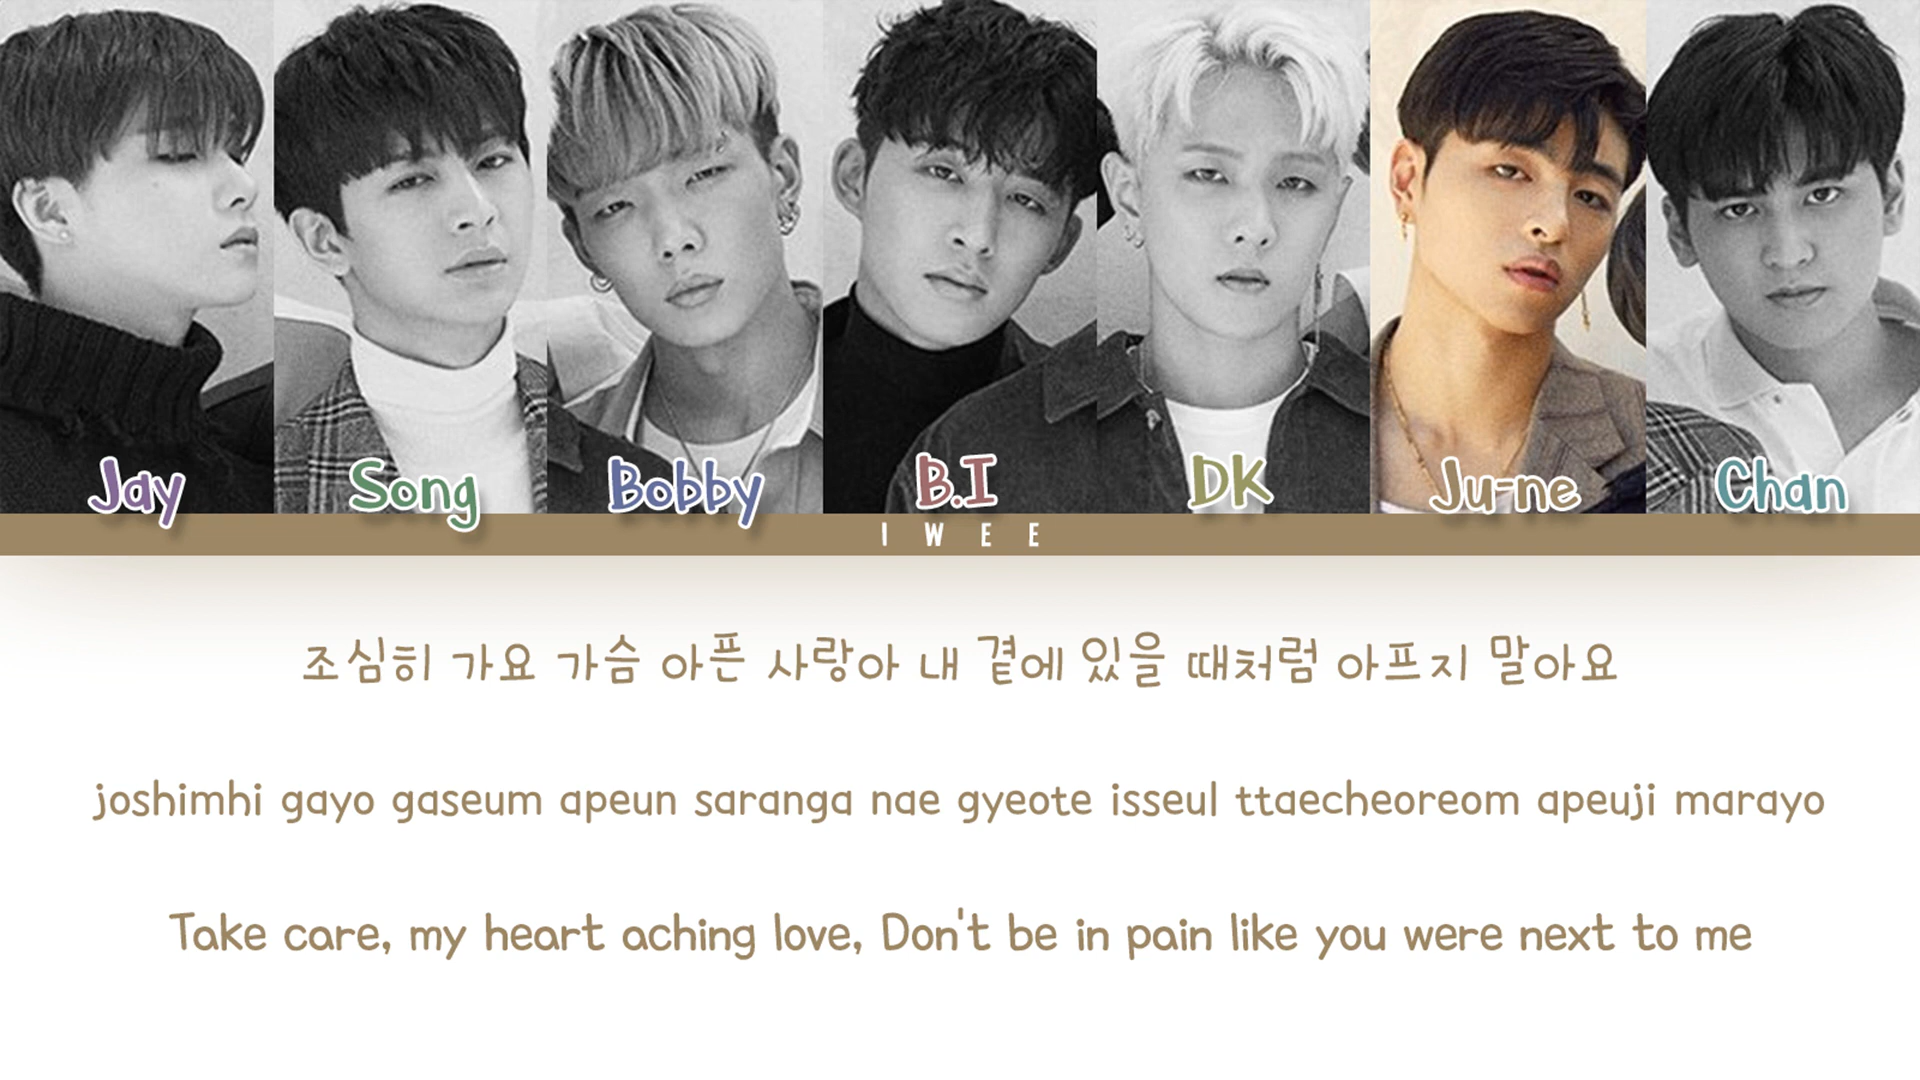 Jay Song Bobby B.I DK Ju-ne Chan
IWEE
조심히 가요 가슴 아픈 사랑아 내 곁에 있을 때처럼 아프지 말아요
joshimhi gayo gaseum apeun saranga nae gyeote isseul ttaecheoreom apeuji marayo
Take care, my heart aching love, Don't be in pain like you were next to me